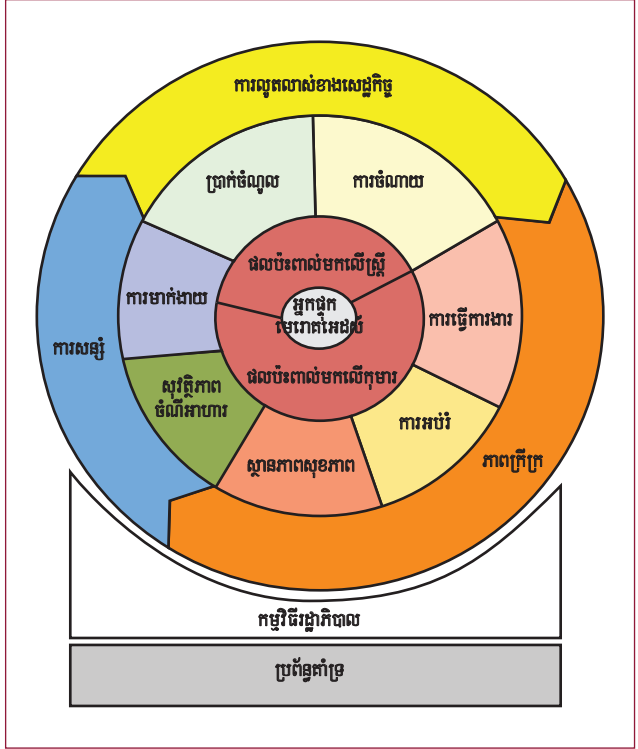 ការលូតលាស់ខាងសេដ្ឋកិច្ច
ប្រាក់ចំណូល
ការចំណាយ
ផលប៉ះពាល់មកលើស្ត្រី
ការមាក់ងាយ
អ្នកផ្ទុក
មេរោគអេដស៍
ការធ្វើការងារ
ការសន្សំ
ផលប៉ះពាល់មកលើកុមារ
សុវត្ថិភាព
ចំណីអាហារ
ការអប់រំ
ស្ថានភាពសុខភាព
ភាពក្រីក្រ
កម្មវិធីរដ្ឋាភិបាល
ប្រព័ន្ធគាំទ្រ